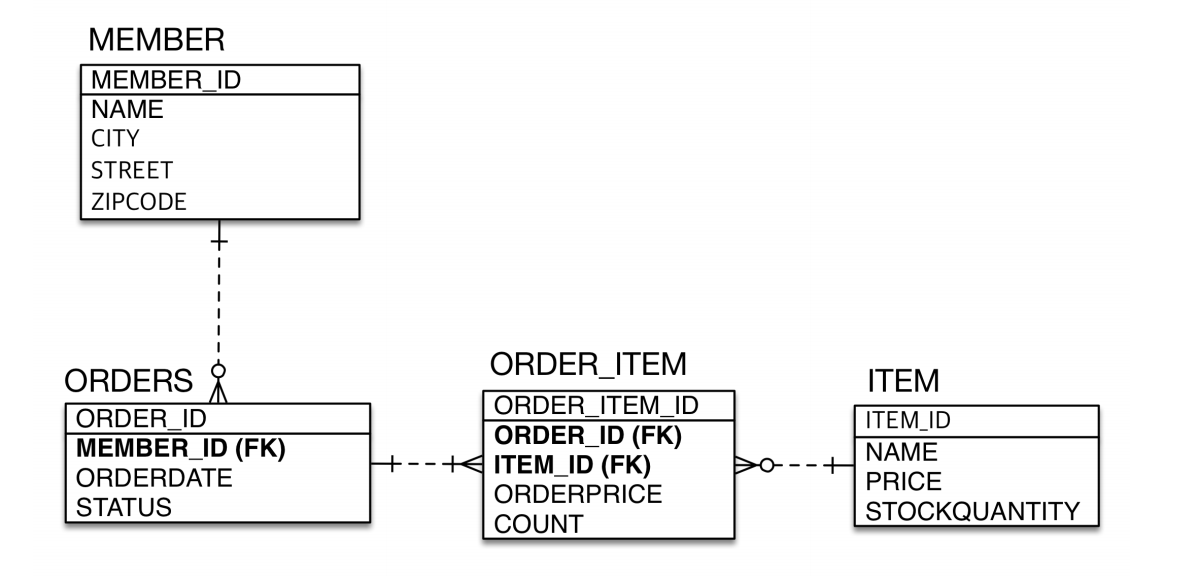 MEMBER
MEMBER_ID
NAME
CITY
STREET
ZIPCODE
ORDERS
ORDER_ID
MEMBER_ID (FK)
ORDERDATE
STATUS
ORDER_ITEM
ORDER_ITEM_ID
ORDER_ID (FK)
ITEM_ID (FK)
ORDERPRICE
COUNT
ITEM
ITEM_ID
NAME
PRICE
STOCKQUANTITY